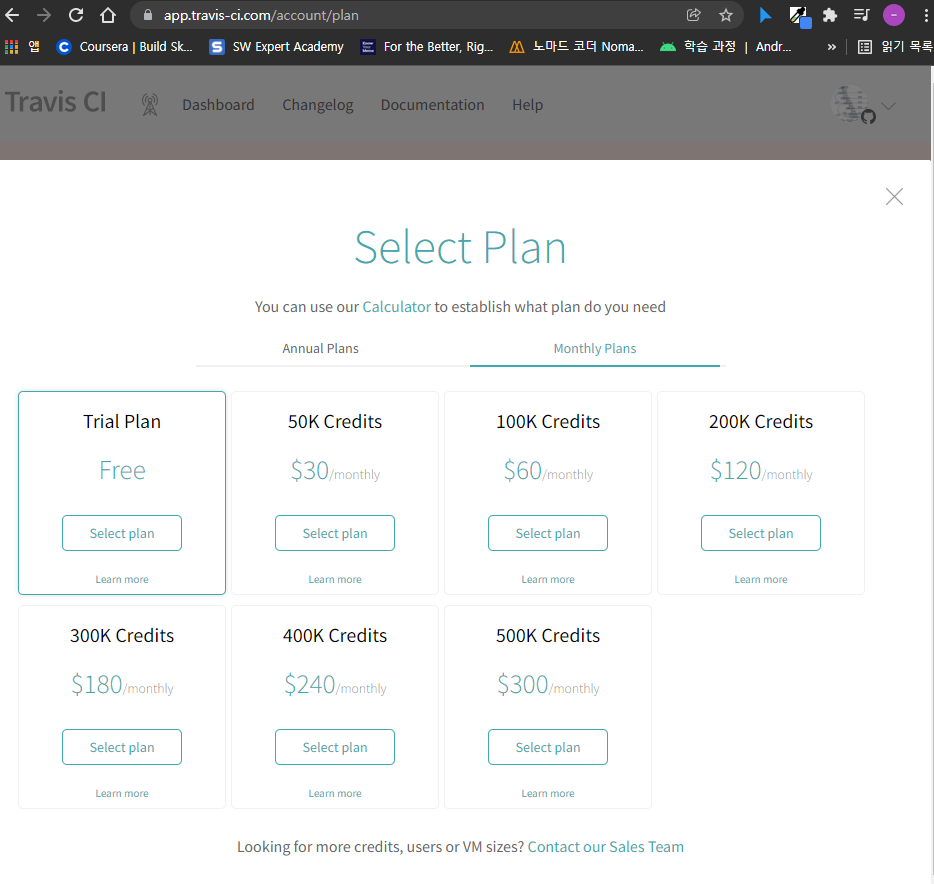 app.travis-ci.com/account/plan
앱 Coursera | Build Sk... SW Expert Academy For the Better, Rig... 노마드 코더 Noma... 학습 과정 | Andr... » 읽기 목록
Travis CI Dashboard Changelog Documentation Help
Select Plan
You can use our Calculator to establish what plan do you need
Annual Plans Monthly Plans
Trial Plan 50K Credits 100K Credits 200K Credits
Free $30/monthly $60/monthly $120/monthly
Select plan Select plan Select plan Select plan
Learn more Learn more Learn more Learn more
300K Credits 400K Credits 500K Credits
$180/monthly $240/monthly $300/monthly
Select plan Select plan Select plan
Learn more Learn more Learn more
Looking for more credits, users or VM sizes? Contact our Sales Team